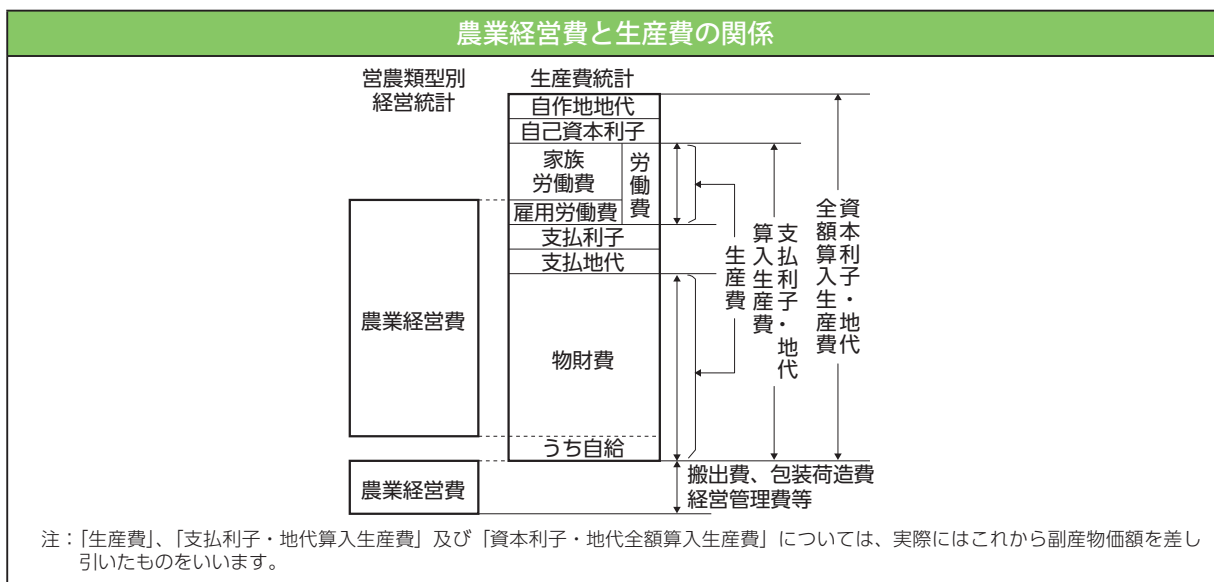 農業経営費と生産費の関係
営農類型別
経営統計
生産費統計
自作地地代
自己資本利子
家族
労働費
労働費
雇用労働費
支払利子
支払地代
物財費
うち自給
農業経営費
農業経営費
生産費
支払利子・地代
算入生産費
資本利子・地代
全額算入生産費
搬出費、包装荷造費
経営管理費等
注：「生産費」、「支払利子・地代算入生産費」及び「資本利子・地代全額算入生産費」については、実際にはこれから副産物価額を差し
引いたものをいいます。